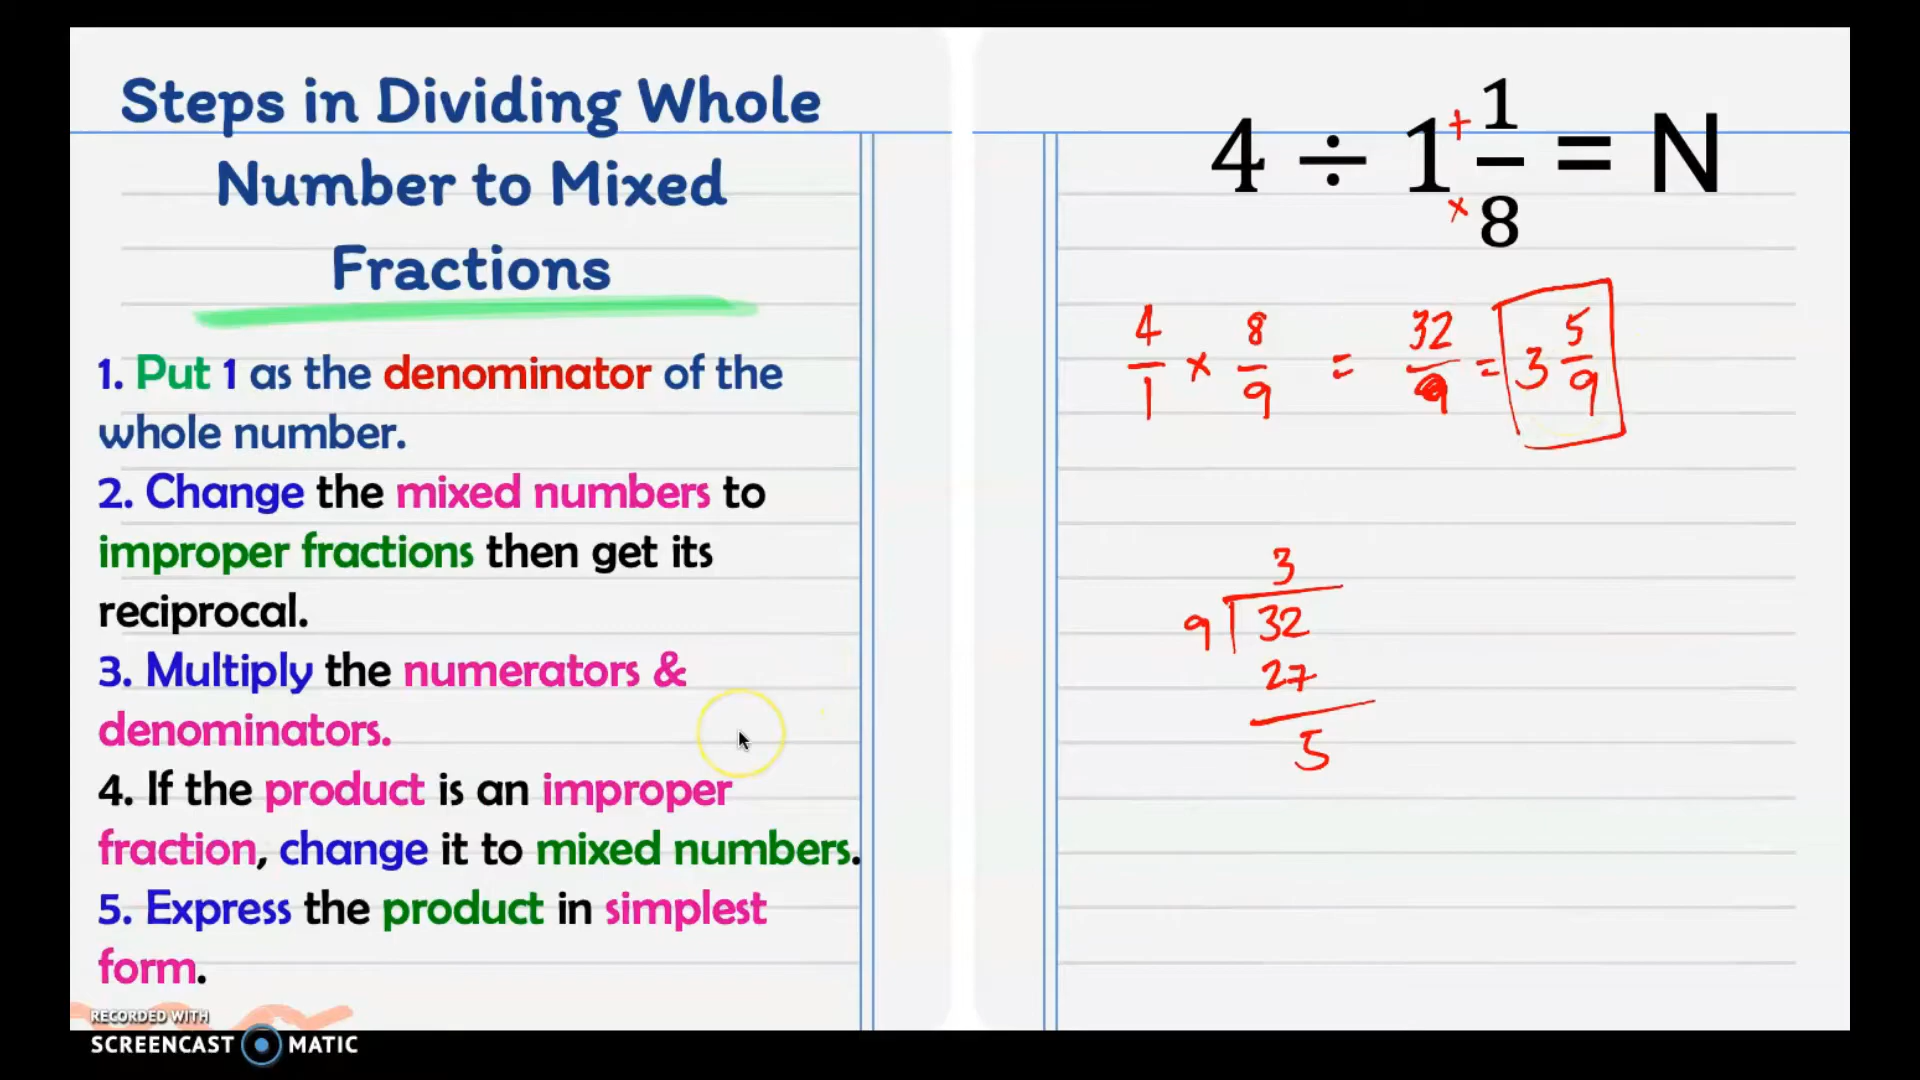 Steps in Dividing Whole
Number to Mixed
Fractions
1. Put 1 as the denominator of the
whole number.
2. Change the mixed numbers to
improper fractions then get its
reciprocal.
3. Multiply the numerators &
denominators.
4. If the product is an improper
fraction, change it to mixed numbers.
5. Express the product in simplest
form.
RECORDED WITH
SCREENCAST MATIC
4 ÷ 1 + × 1/8 = N
4/1 × 8/9 = 32/9 = 3 5/9
3
9 32
27
5